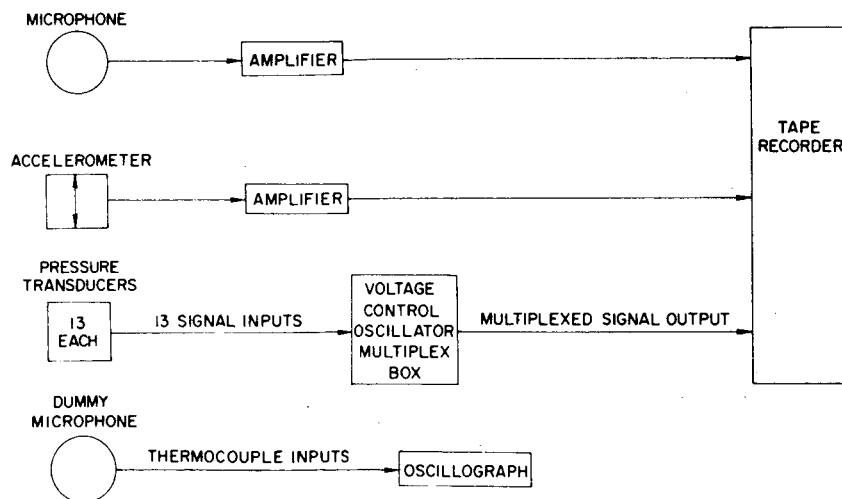 MICROPHONE
AMPLIFIER
TAPE
RECORDER
ACCELEROMETER
AMPLIFIER
PRESSURE
TRANSDUCERS
13
EACH
13 SIGNAL INPUTS
VOLTAGE
CONTROL
OSCILLATOR
MULTIPLEX
BOX
MULTIPLEXED SIGNAL OUTPUT
DUMMY
MICROPHONE
THERMOCOUPLE INPUTS
OSCILLOGRAPH